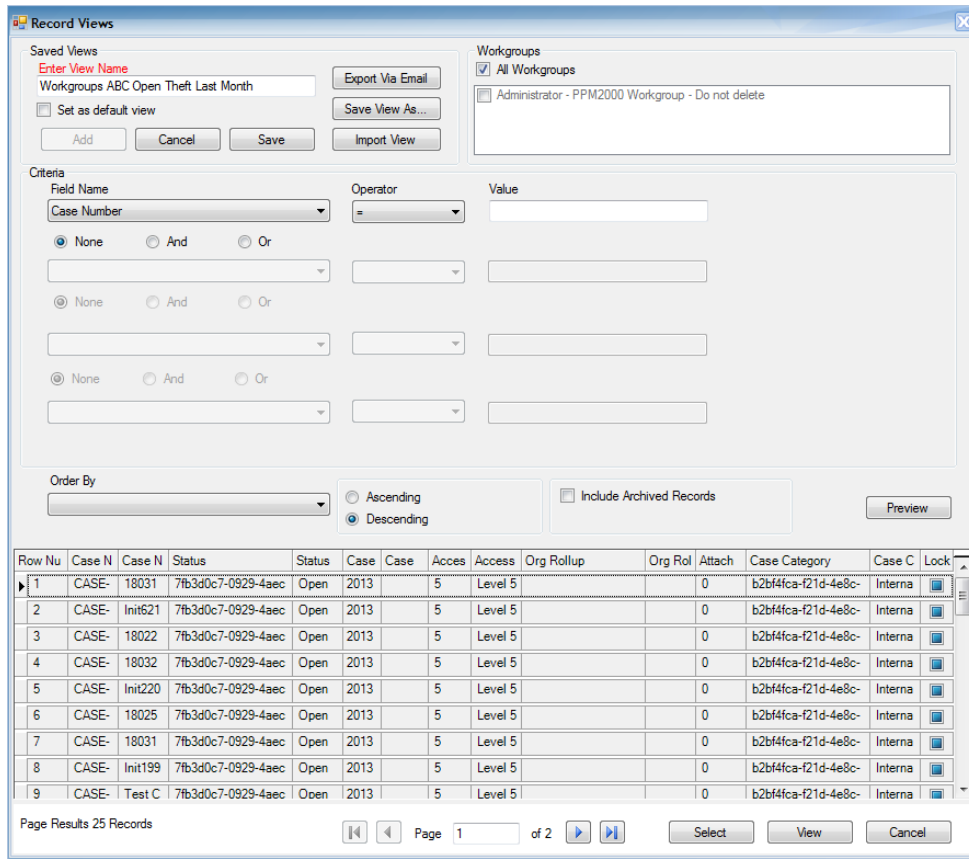 Record Views
Saved Views
Enter View Name
Workgroups ABC Open Theft Last Month
Set as default view
Add Cancel Save
Export Via Email
Save View As...
Import View
Workgroups
All Workgroups
Administrator - PPM2000 Workgroup - Do not delete
Criteria
Field Name Operator Value
Case Number =
None And Or
None And Or
None And Or
Order By
Ascending
Descending
Include Archived Records
Preview
Row Nu Case N Case N Status Status Case Case Acces Access Org Rollup Org Rol Attach Case Category Case C Lock
1 CASE- 18031 7fb3d0c7-0929-4aec Open 2013 5 Level 5 0 b2bf4fca-f21d-4e8c- Interna
2 CASE- Init621 7fb3d0c7-0929-4aec Open 2013 5 Level 5 0 b2bf4fca-f21d-4e8c- Interna
3 CASE- 18022 7fb3d0c7-0929-4aec Open 2013 5 Level 5 0 b2bf4fca-f21d-4e8c- Interna
4 CASE- 18032 7fb3d0c7-0929-4aec Open 2013 5 Level 5 0 b2bf4fca-f21d-4e8c- Interna
5 CASE- Init220 7fb3d0c7-0929-4aec Open 2013 5 Level 5 0 b2bf4fca-f21d-4e8c- Interna
6 CASE- 18025 7fb3d0c7-0929-4aec Open 2013 5 Level 5 0 b2bf4fca-f21d-4e8c- Interna
7 CASE- 18031 7fb3d0c7-0929-4aec Open 2013 5 Level 5 0 b2bf4fca-f21d-4e8c- Interna
8 CASE- Init199 7fb3d0c7-0929-4aec Open 2013 5 Level 5 0 b2bf4fca-f21d-4e8c- Interna
9 CASE- Test C 7fb3d0c7-0929-4aec Open 2013 5 Level 5 0 b2bf4fca-f21d-4e8c- Interna
Page Results 25 Records Page 1 of 2 Select View Cancel